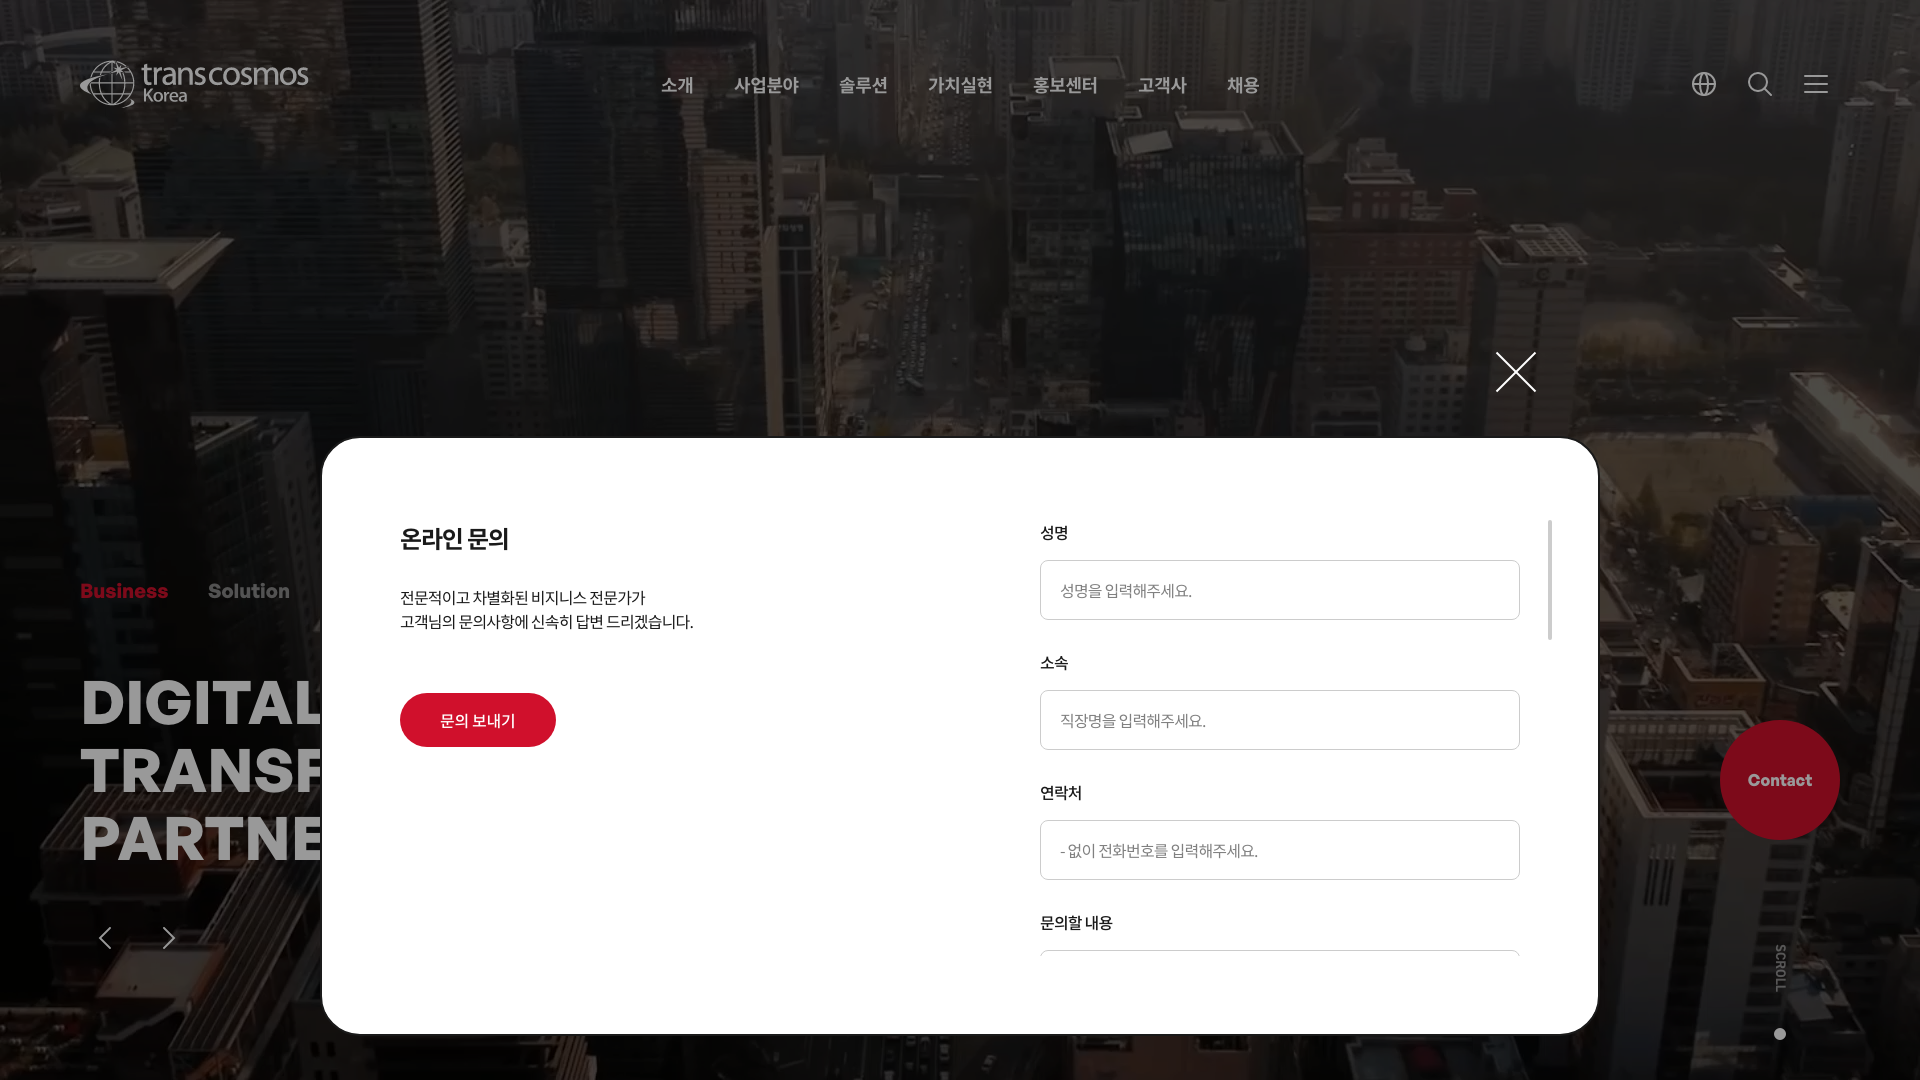 trans cosmos
Korea
소개
사업분야
솔루션
가치실현
홍보센터
고객사
채용
Business
Solution
DIGITAL
TRANSF
PARTNE
온라인 문의
전문적이고 차별화된 비지니스 전문가가
고객님의 문의사항에 신속히 답변 드리겠습니다.
문의 보내기
성명
성명을 입력해주세요.
소속
직장명을 입력해주세요.
연락처
- 없이 전화번호를 입력해주세요.
문의할 내용
Contact
SCROLL